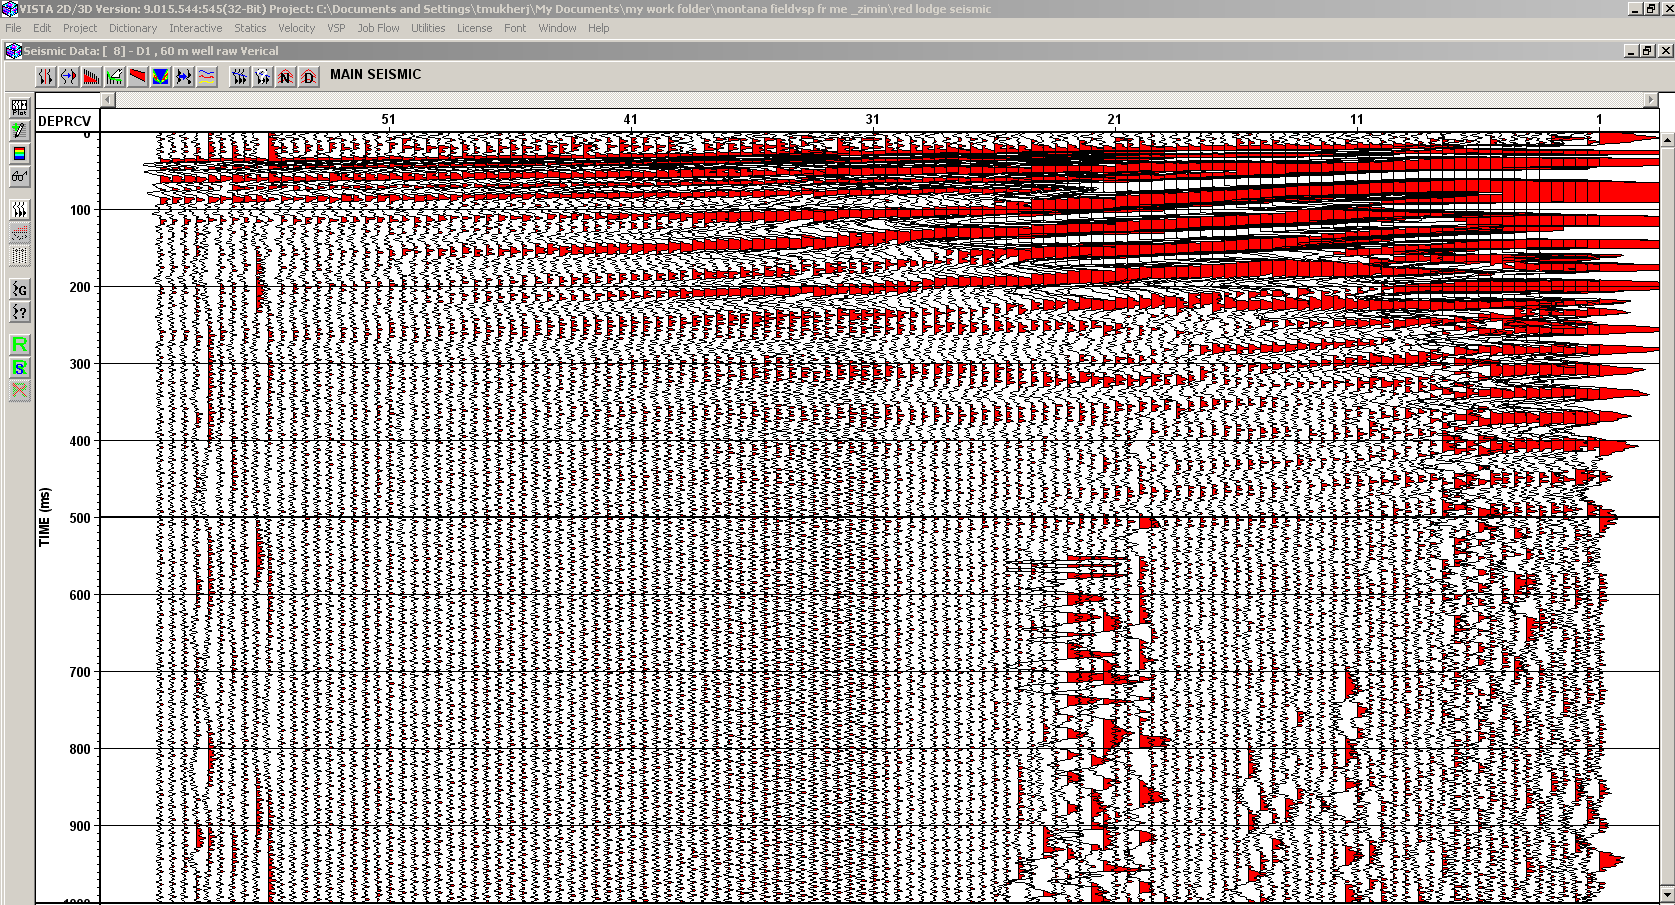 VISTA 2D/3D Version: 9.015.544:545(32-Bit) Project: C:\Documents and Settings\tmukherj\My Documents\my work folder\montana fieldvsp fr me _zimin\red lodge seismic
File Edit Project Dictionary Interactive Statics Velocity VSP Job Flow Utilities License Font Window Help
Seismic Data: [ 8] - D1 , 60 m well raw Verical
N D MAIN SEISMIC
Plot
DEPRCV 51 41 31 21 11 1
0
100
200
G
?
300
R
S
R
400
500
TIME (ms)
600
700
800
900
1000